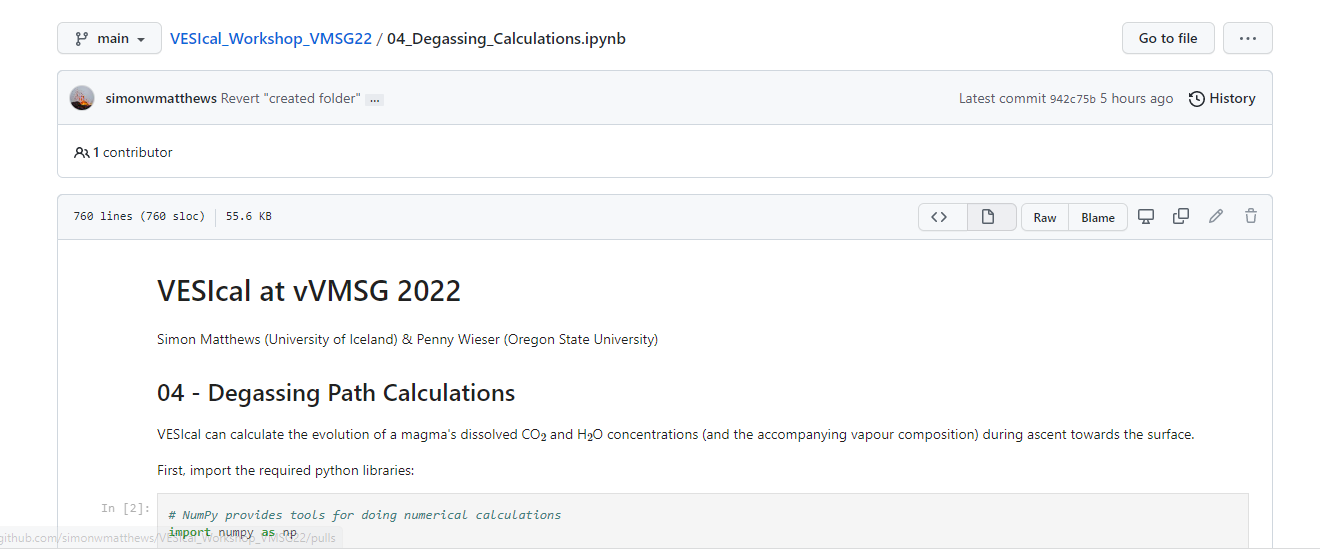 main
VESIcal_Workshop_VMSG22 / 04_Degassing_Calculations.ipynb
Go to file
...
simonwmatthews Revert "created folder" ...
Latest commit 942c75b 5 hours ago
History
1 contributor
760 lines (760 sloc) 55.6 KB
<>
Raw
Blame
VESIcal at vVMSG 2022
Simon Matthews (University of Iceland) & Penny Wieser (Oregon State University)
04 - Degassing Path Calculations
VESIcal can calculate the evolution of a magma's dissolved CO₂ and H₂O concentrations (and the accompanying vapour composition) during ascent towards the surface.
First, import the required python libraries:
In [2]:
# NumPy provides tools for doing numerical calculations
import numpy as np
github.com/simonwmatthews/VESIcal_Workshop_VMSG22/pulls